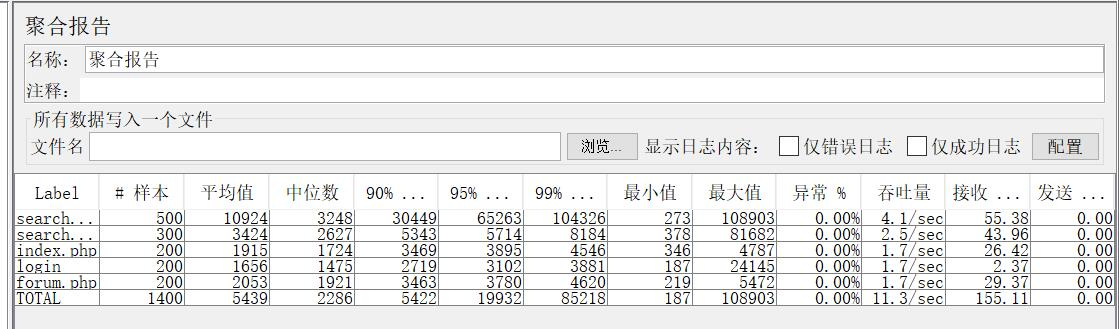 聚合报告
名称： 聚合报告
注释：
所有数据写入一个文件
文件名 浏览... 显示日志内容： 仅错误日志 仅成功日志 配置
Label # 样本 平均值 中位数 90% ... 95% ... 99% ... 最小值 最大值 异常 % 吞吐量 接收 ... 发送 ...
search... 500 10924 3248 30449 65263 104326 273 108903 0.00% 4.1/sec 55.38 0.00
search... 300 3424 2627 5343 5714 8184 378 81682 0.00% 2.5/sec 43.96 0.00
index.php 200 1915 1724 3469 3895 4546 346 4787 0.00% 1.7/sec 26.42 0.00
login 200 1656 1475 2719 3102 3881 187 24145 0.00% 1.7/sec 2.37 0.00
forum.php 200 2053 1921 3463 3780 4620 219 5472 0.00% 1.7/sec 29.37 0.00
TOTAL 1400 5439 2286 5422 19932 85218 187 108903 0.00% 11.3/sec 155.11 0.00